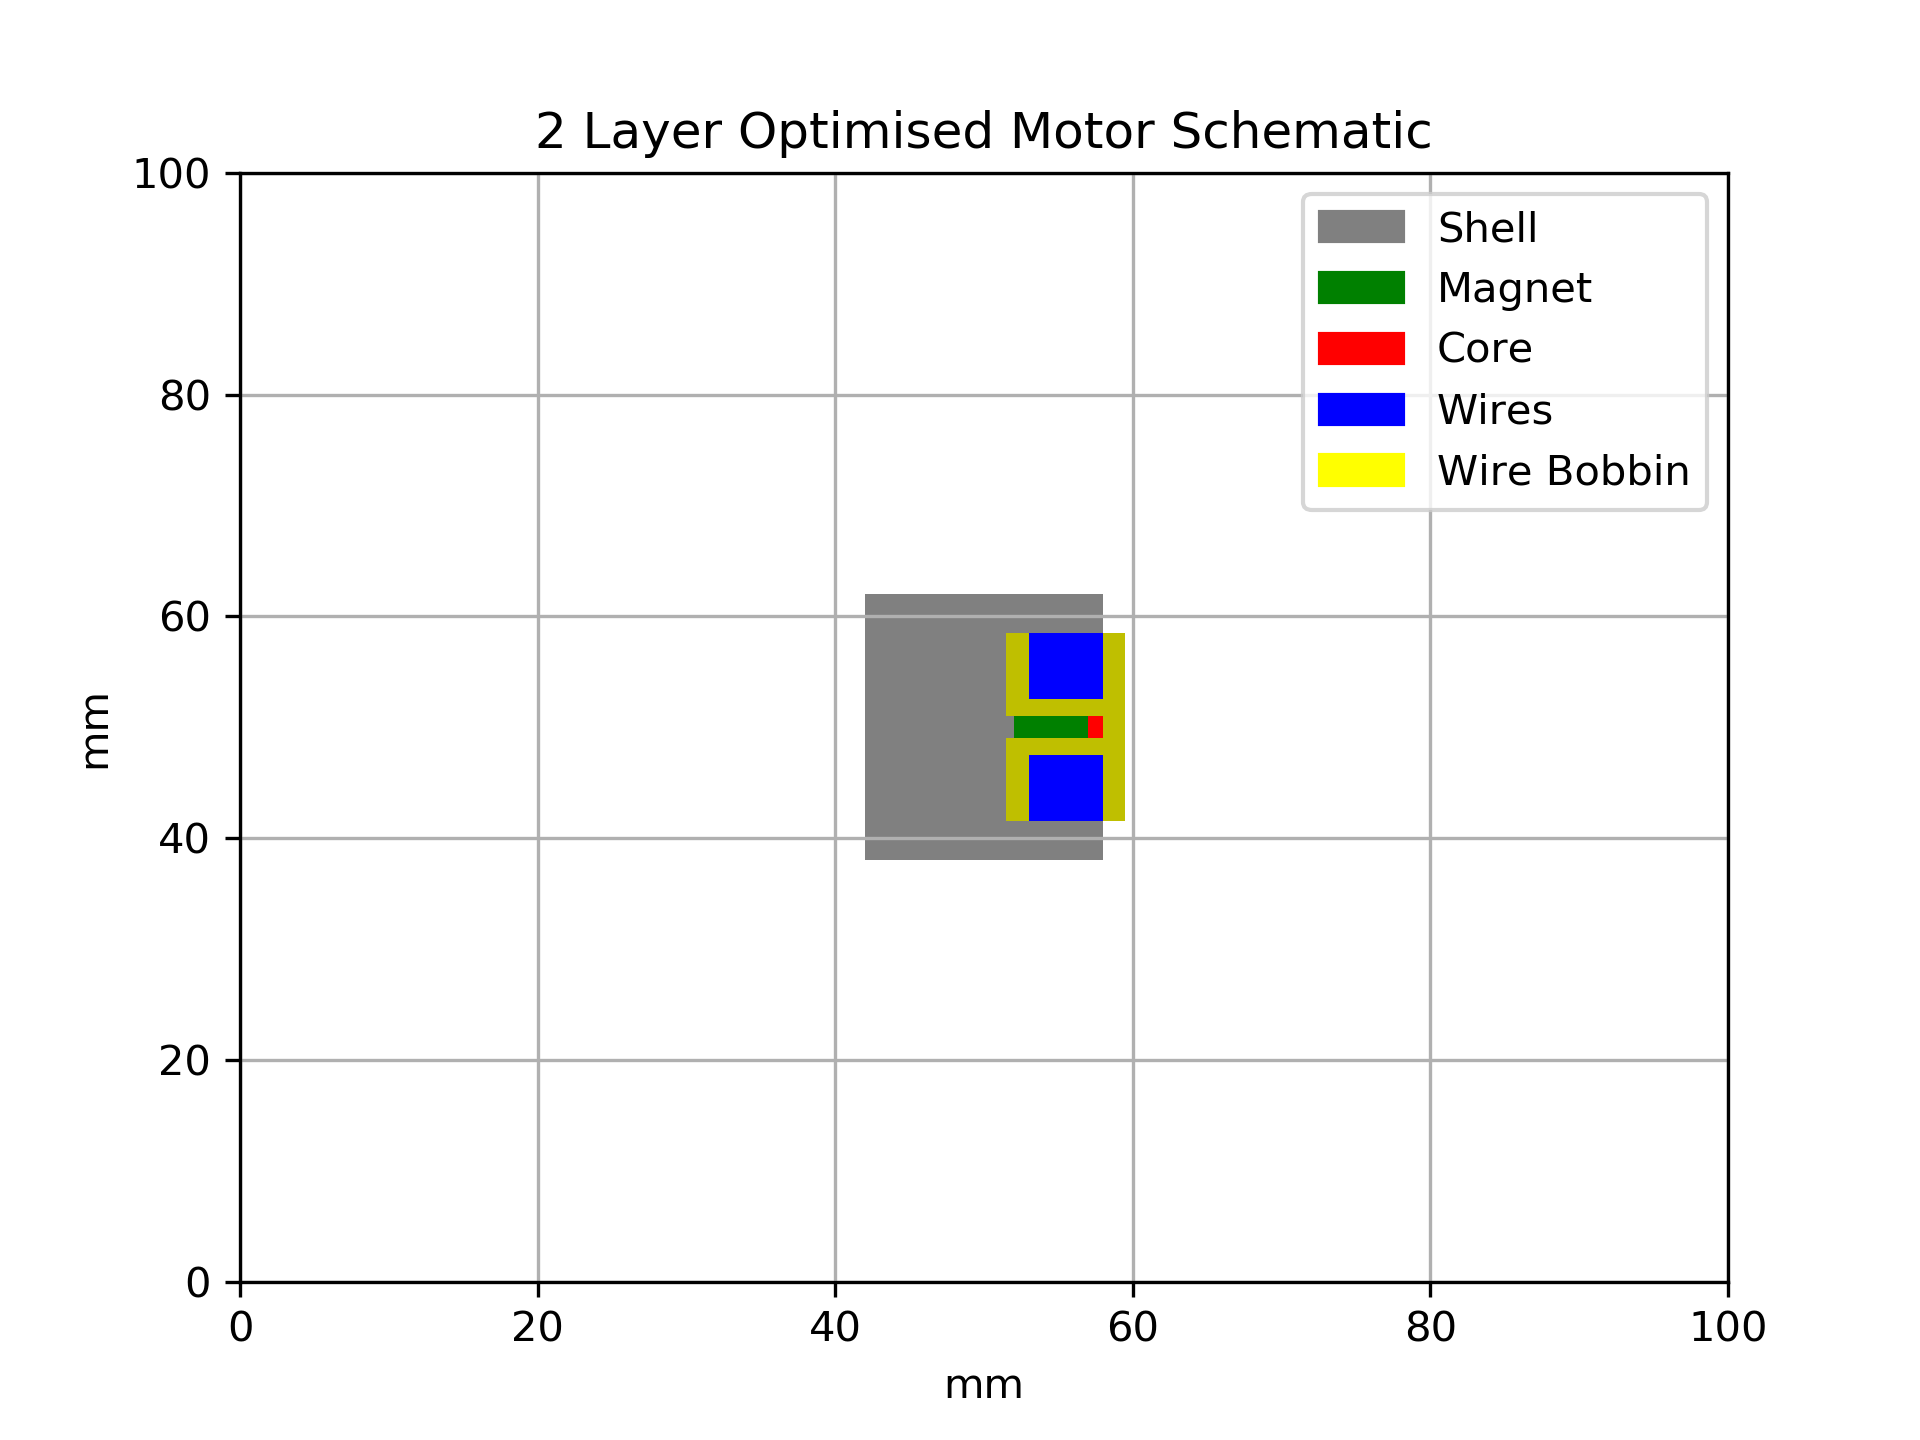 2 Layer Optimised Motor Schematic
100
80
60
40
20
0
mm
Shell
Magnet
Core
Wires
Wire Bobbin
0 20 40 60 80 100
mm